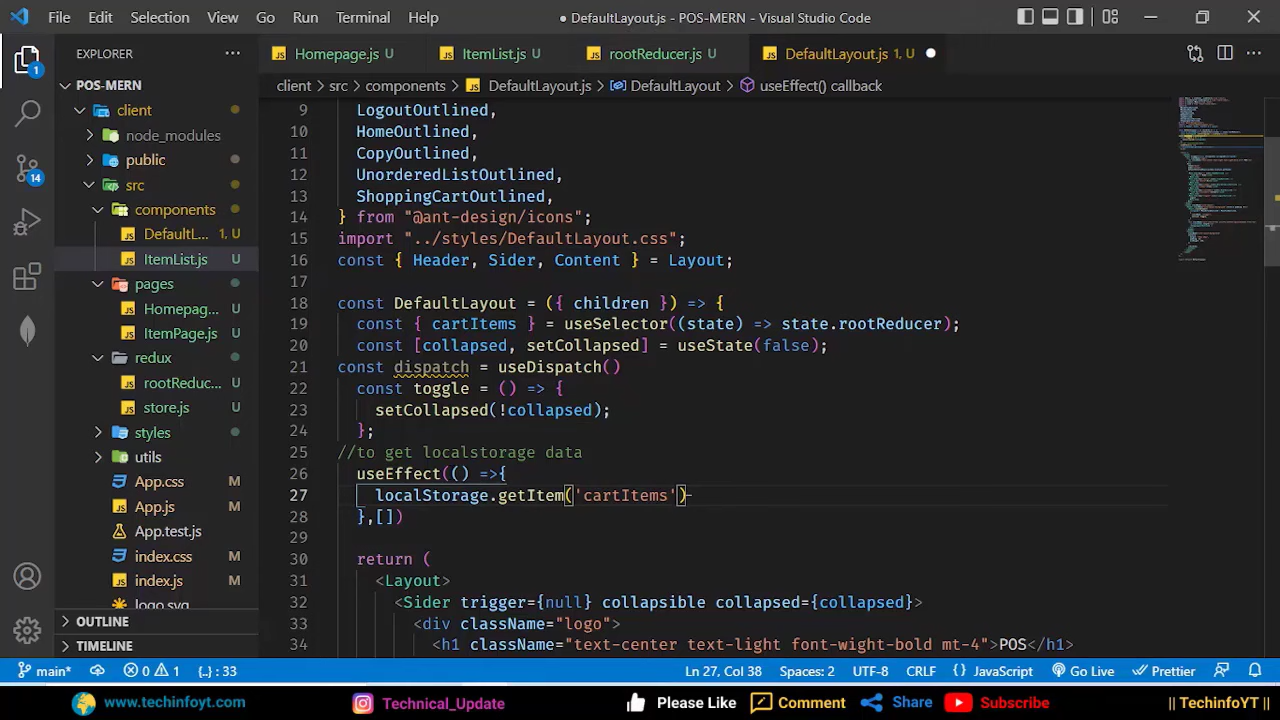 File Edit Selection View Go Run Terminal Help ● DefaultLayout.js - POS-MERN - Visual Studio Code
EXPLORER ···
Homepage.js U ItemList.js U rootReducer.js U DefaultLayout.js 1, U ●
client > src > components > DefaultLayout.js > DefaultLayout > useEffect() callback
POS-MERN
client
node_modules
public
src
components
DefaultL... 1, U
ItemList.js U
pages
Homepag... U
ItemPage.js U
redux
rootReduc... U
store.js U
styles
utils
App.css M
App.js M
App.test.js
index.css M
index.js M
logo.svg
OUTLINE
TIMELINE
1
14
9 LogoutOutlined,
10 HomeOutlined,
11 CopyOutlined,
12 UnorderedListOutlined,
13 ShoppingCartOutlined,
14 } from "@ant-design/icons";
15 import "../styles/DefaultLayout.css";
16 const { Header, Sider, Content } = Layout;
17
18 const DefaultLayout = ({ children }) => {
19 const { cartItems } = useSelector((state) => state.rootReducer);
20 const [collapsed, setCollapsed] = useState(false);
21 const dispatch = useDispatch()
22 const toggle = () => {
23 setCollapsed(!collapsed);
24 };
25 //to get localstorage data
26 useEffect(() =>{
27 localStorage.getItem('cartItems')
28 },[])
29
30 return (
31 <Layout>
32 <Sider trigger={null} collapsible collapsed={collapsed}>
33 <div className="logo">
34 <h1 className="text-center text-light font-wight-bold mt-4">POS</h1>
main* 0 1 {..} : 33 Ln 27, Col 38 Spaces: 2 UTF-8 CRLF {} JavaScript Go Live Prettier
www.techinfoyt.com Technical_Update Please Like Comment Share Subscribe || TechinfoYT ||